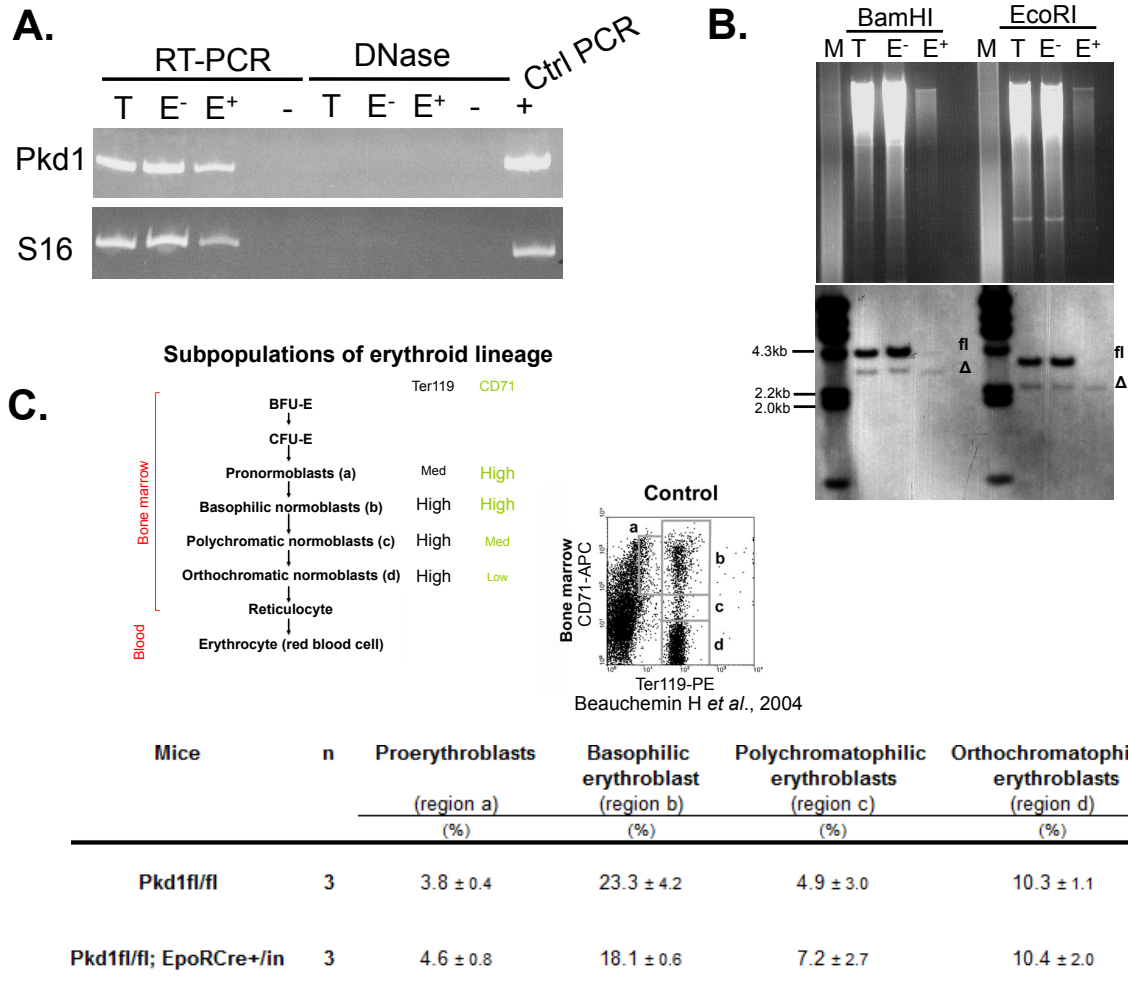 A.
RT-PCR DNase Ctrl PCR
T E- E+ - T E- E+ - +
Pkd1
S16
B.
BamHI EcoRI
M T E- E+ M T E- E+
4.3kb
2.2kb
2.0kb
fl
Δ
fl
Δ
C.
Subpopulations of erythroid lineage
Ter119 CD71
Bone marrow
Blood
BFU-E
CFU-E
Pronormoblasts (a) Med High
Basophilic normoblasts (b) High High
Polychromatic normoblasts (c) High Med
Orthochromatic normoblasts (d) High Low
Reticulocyte
Erythrocyte (red blood cell)
Control
Bone marrow
CD71-APC
a
b
c
d
Ter119-PE
Beauchemin H et al., 2004
Mice n Proerythroblasts Basophilic Polychromatophilic Orthochromatophi
erythroblast erythroblasts erythroblasts
(region a) (region b) (region c) (region d)
(%) (%) (%) (%)
Pkd1fl/fl 3 3.8 ± 0.4 23.3 ± 4.2 4.9 ± 3.0 10.3 ± 1.1
Pkd1fl/fl; EpoRCre+/in 3 4.6 ± 0.8 18.1 ± 0.6 7.2 ± 2.7 10.4 ± 2.0